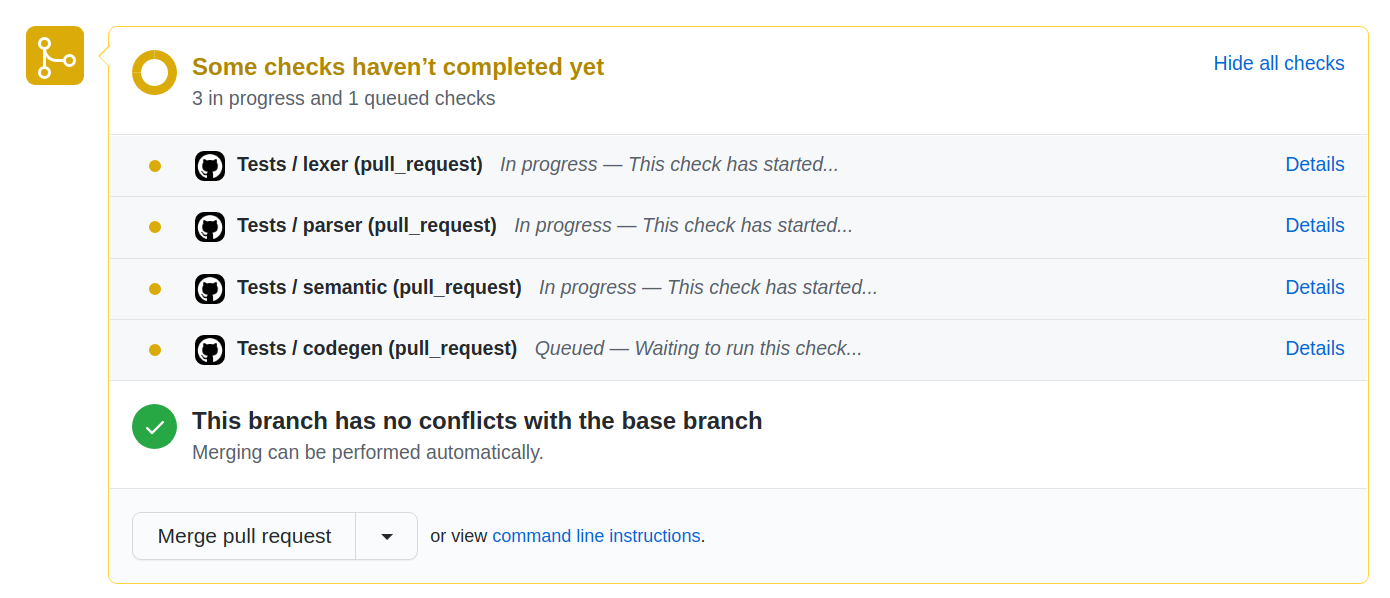 Some checks haven’t completed yet
Hide all checks
3 in progress and 1 queued checks
Tests / lexer (pull_request) In progress — This check has started... Details
Tests / parser (pull_request) In progress — This check has started... Details
Tests / semantic (pull_request) In progress — This check has started... Details
Tests / codegen (pull_request) Queued — Waiting to run this check... Details
This branch has no conflicts with the base branch
Merging can be performed automatically.
Merge pull request or view command line instructions.